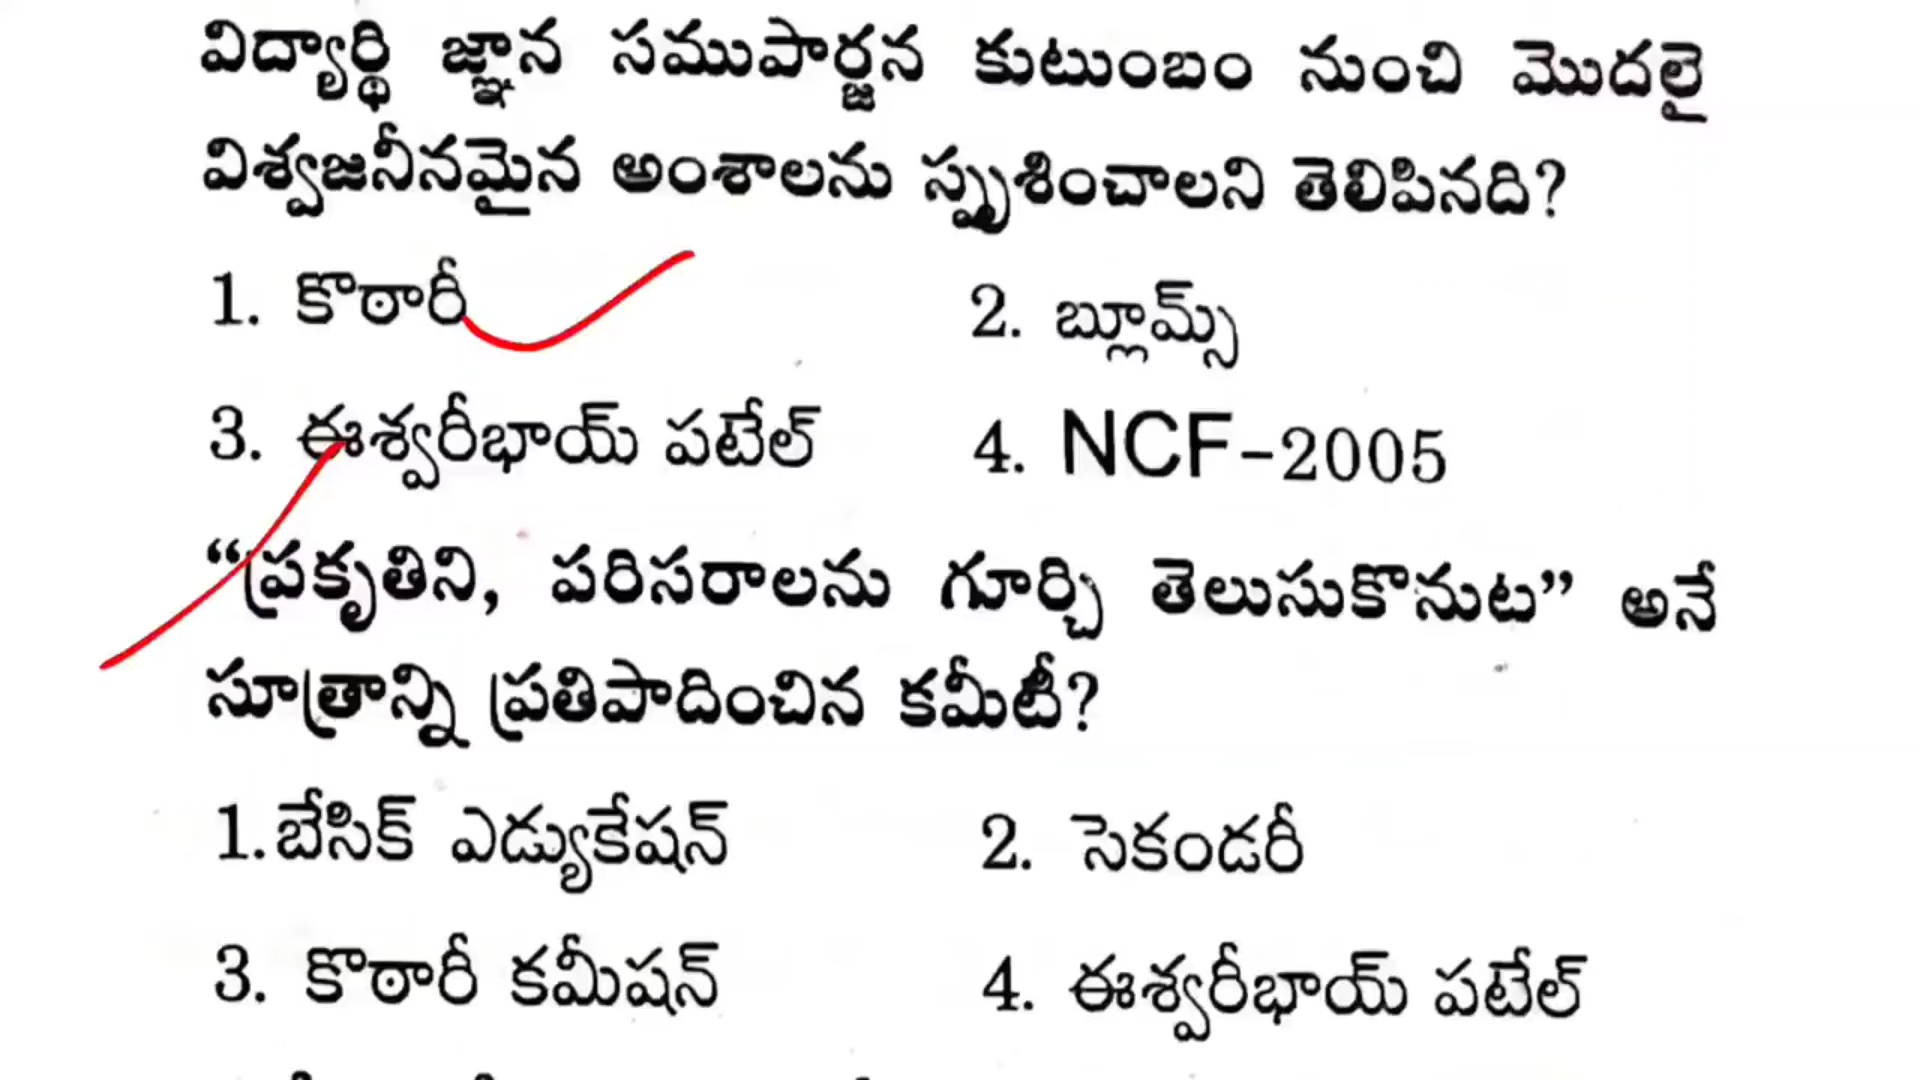 విద్యార్థి జ్ఞాన సముపార్జన కుటుంబం నుంచి మొదలై
విశ్వజనీనమైన అంశాలను స్పృశించాలని తెలిపినది?
1. కొఠారీ 2. బ్లూమ్స్
3. ఈశ్వరీభాయ్ పటేల్ 4. NCF-2005
“ప్రకృతిని, పరిసరాలను గూర్చి తెలుసుకొనుట” అనే
సూత్రాన్ని ప్రతిపాదించిన కమీటీ?
1. బేసిక్ ఎడ్యుకేషన్ 2. సెకండరీ
3. కొఠారీ కమీషన్ 4. ఈశ్వరీభాయ్ పటేల్